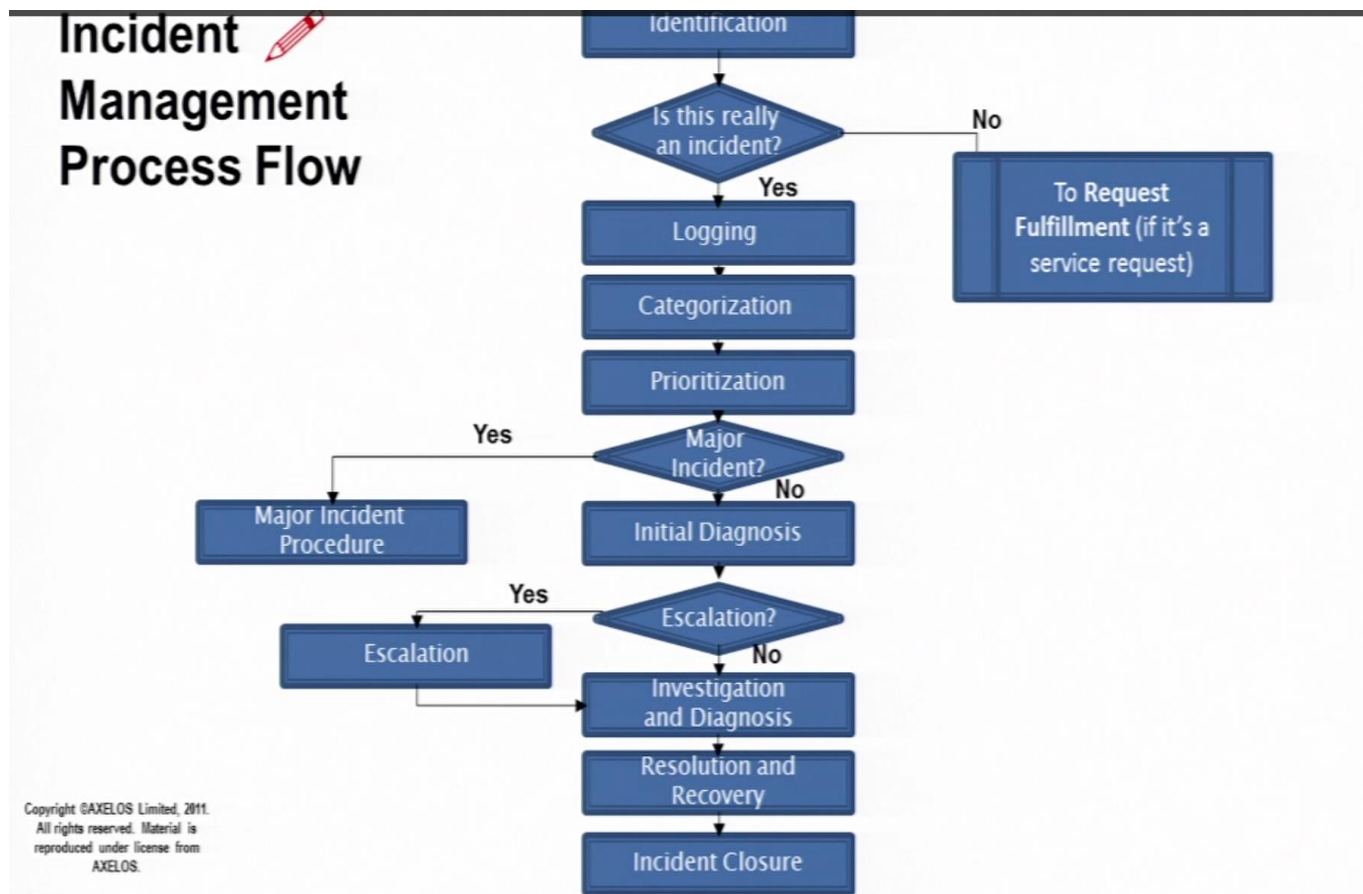 Incident
Management
Process Flow
Identification
Is this really
an incident?
No
Yes
To Request
Fulfillment (if it's a
service request)
Logging
Categorization
Prioritization
Major
Incident?
Yes
No
Major Incident
Procedure
Initial Diagnosis
Escalation?
Yes
No
Escalation
Investigation
and Diagnosis
Resolution and
Recovery
Incident Closure
Copyright ©AXELOS Limited, 2011.
All rights reserved. Material is
reproduced under license from
AXELOS.